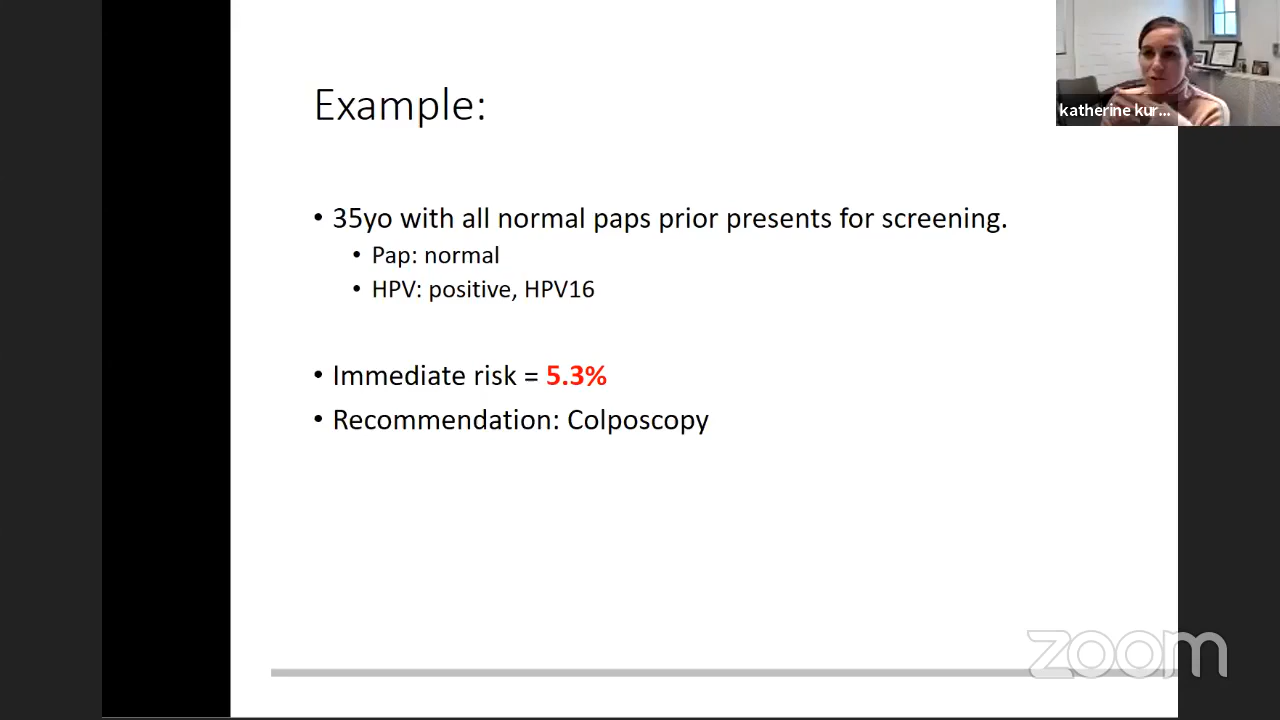 Example:
katherine kur...
• 35yo with all normal paps prior presents for screening.
• Pap: normal
• HPV: positive, HPV16
• Immediate risk = 5.3%
• Recommendation: Colposcopy
zoom